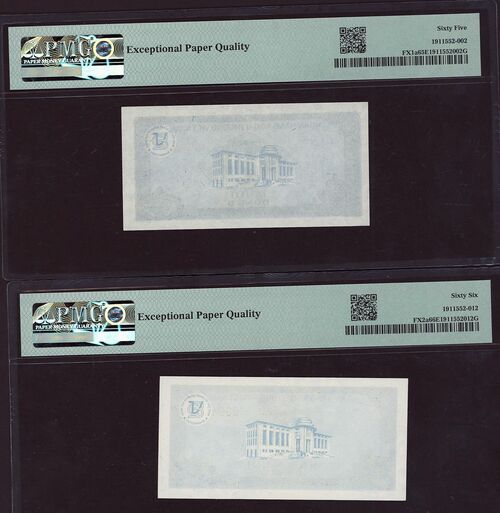 PMG
PAPER MONEY GUARANTY
Exceptional Paper Quality
Sixty Five
1911552-002
FX1a65E1911552002G
PMG
PAPER MONEY GUARANTY
Exceptional Paper Quality
Sixty Six
1911552-012
FX2a66E1911552012G